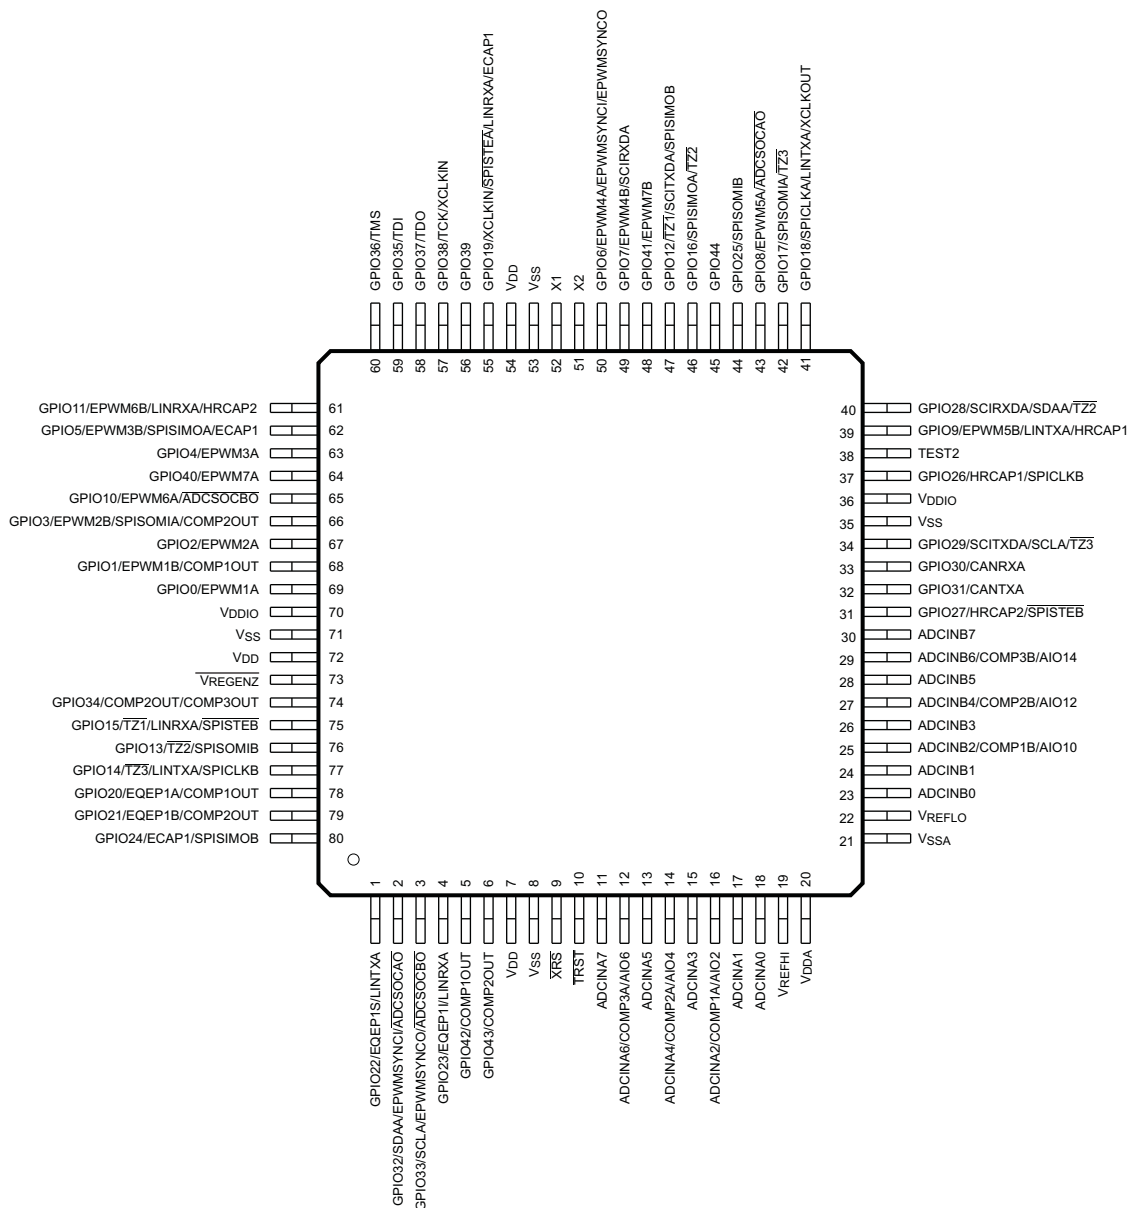 GPIO36/TMS
GPIO35/TDI
GPIO37/TDO
GPIO38/TCK/XCLKIN
GPIO39
GPIO19/XCLKIN/SPISTEA/LINRXA/ECAP1
VDD
VSS
X1
X2
GPIO6/EPWM4A/EPWMSYNCI/EPWMSYNCO
GPIO7/EPWM4B/SCIRXDA
GPIO41/EPWM7B
GPIO12/TZ1/SCITXDA/SPISIMOB
GPIO16/SPISIMOA/TZ2
GPIO44
GPIO25/SPISOMIB
GPIO8/EPWM5A/ADCSOCAO
GPIO17/SPISOMIA/TZ3
GPIO18/SPICLKA/LINTXA/XCLKOUT
60 59 58 57 56 55 54 53 52 51 50 49 48 47 46 45 44 43 42 41
GPIO11/EPWM6B/LINRXA/HRCAP2 61
GPIO5/EPWM3B/SPISIMOA/ECAP1 62
GPIO4/EPWM3A 63
GPIO40/EPWM7A 64
GPIO10/EPWM6A/ADCSOCBO 65
GPIO3/EPWM2B/SPISOMIA/COMP2OUT 66
GPIO2/EPWM2A 67
GPIO1/EPWM1B/COMP1OUT 68
GPIO0/EPWM1A 69
VDDIO 70
VSS 71
VDD 72
VREGENZ 73
GPIO34/COMP2OUT/COMP3OUT 74
GPIO15/TZ1/LINRXA/SPISTEB 75
GPIO13/TZ2/SPISOMIB 76
GPIO14/TZ3/LINTXA/SPICLKB 77
GPIO20/EQEP1A/COMP1OUT 78
GPIO21/EQEP1B/COMP2OUT 79
GPIO24/ECAP1/SPISIMOB 80
40 GPIO28/SCIRXDA/SDAA/TZ2
39 GPIO9/EPWM5B/LINTXA/HRCAP1
38 TEST2
37 GPIO26/HRCAP1/SPICLKB
36 VDDIO
35 VSS
34 GPIO29/SCITXDA/SCLA/TZ3
33 GPIO30/CANRXA
32 GPIO31/CANTXA
31 GPIO27/HRCAP2/SPISTEB
30 ADCINB7
29 ADCINB6/COMP3B/AIO14
28 ADCINB5
27 ADCINB4/COMP2B/AIO12
26 ADCINB3
25 ADCINB2/COMP1B/AIO10
24 ADCINB1
23 ADCINB0
22 VREFLO
21 VSSA
1 2 3 4 5 6 7 8 9 10 11 12 13 14 15 16 17 18 19 20
GPIO22/EQEP1S/LINTXA
GPIO32/SDAA/EPWMSYNCI/ADCSOCAO
GPIO33/SCLA/EPWMSYNCO/ADCSOCBO
GPIO23/EQEP1I/LINRXA
GPIO42/COMP1OUT
GPIO43/COMP2OUT
VDD
VSS
XRS
TRST
ADCINA7
ADCINA6/COMP3A/AIO6
ADCINA5
ADCINA4/COMP2A/AIO4
ADCINA3
ADCINA2/COMP1A/AIO2
ADCINA1
ADCINA0
VREFHI
VDDA